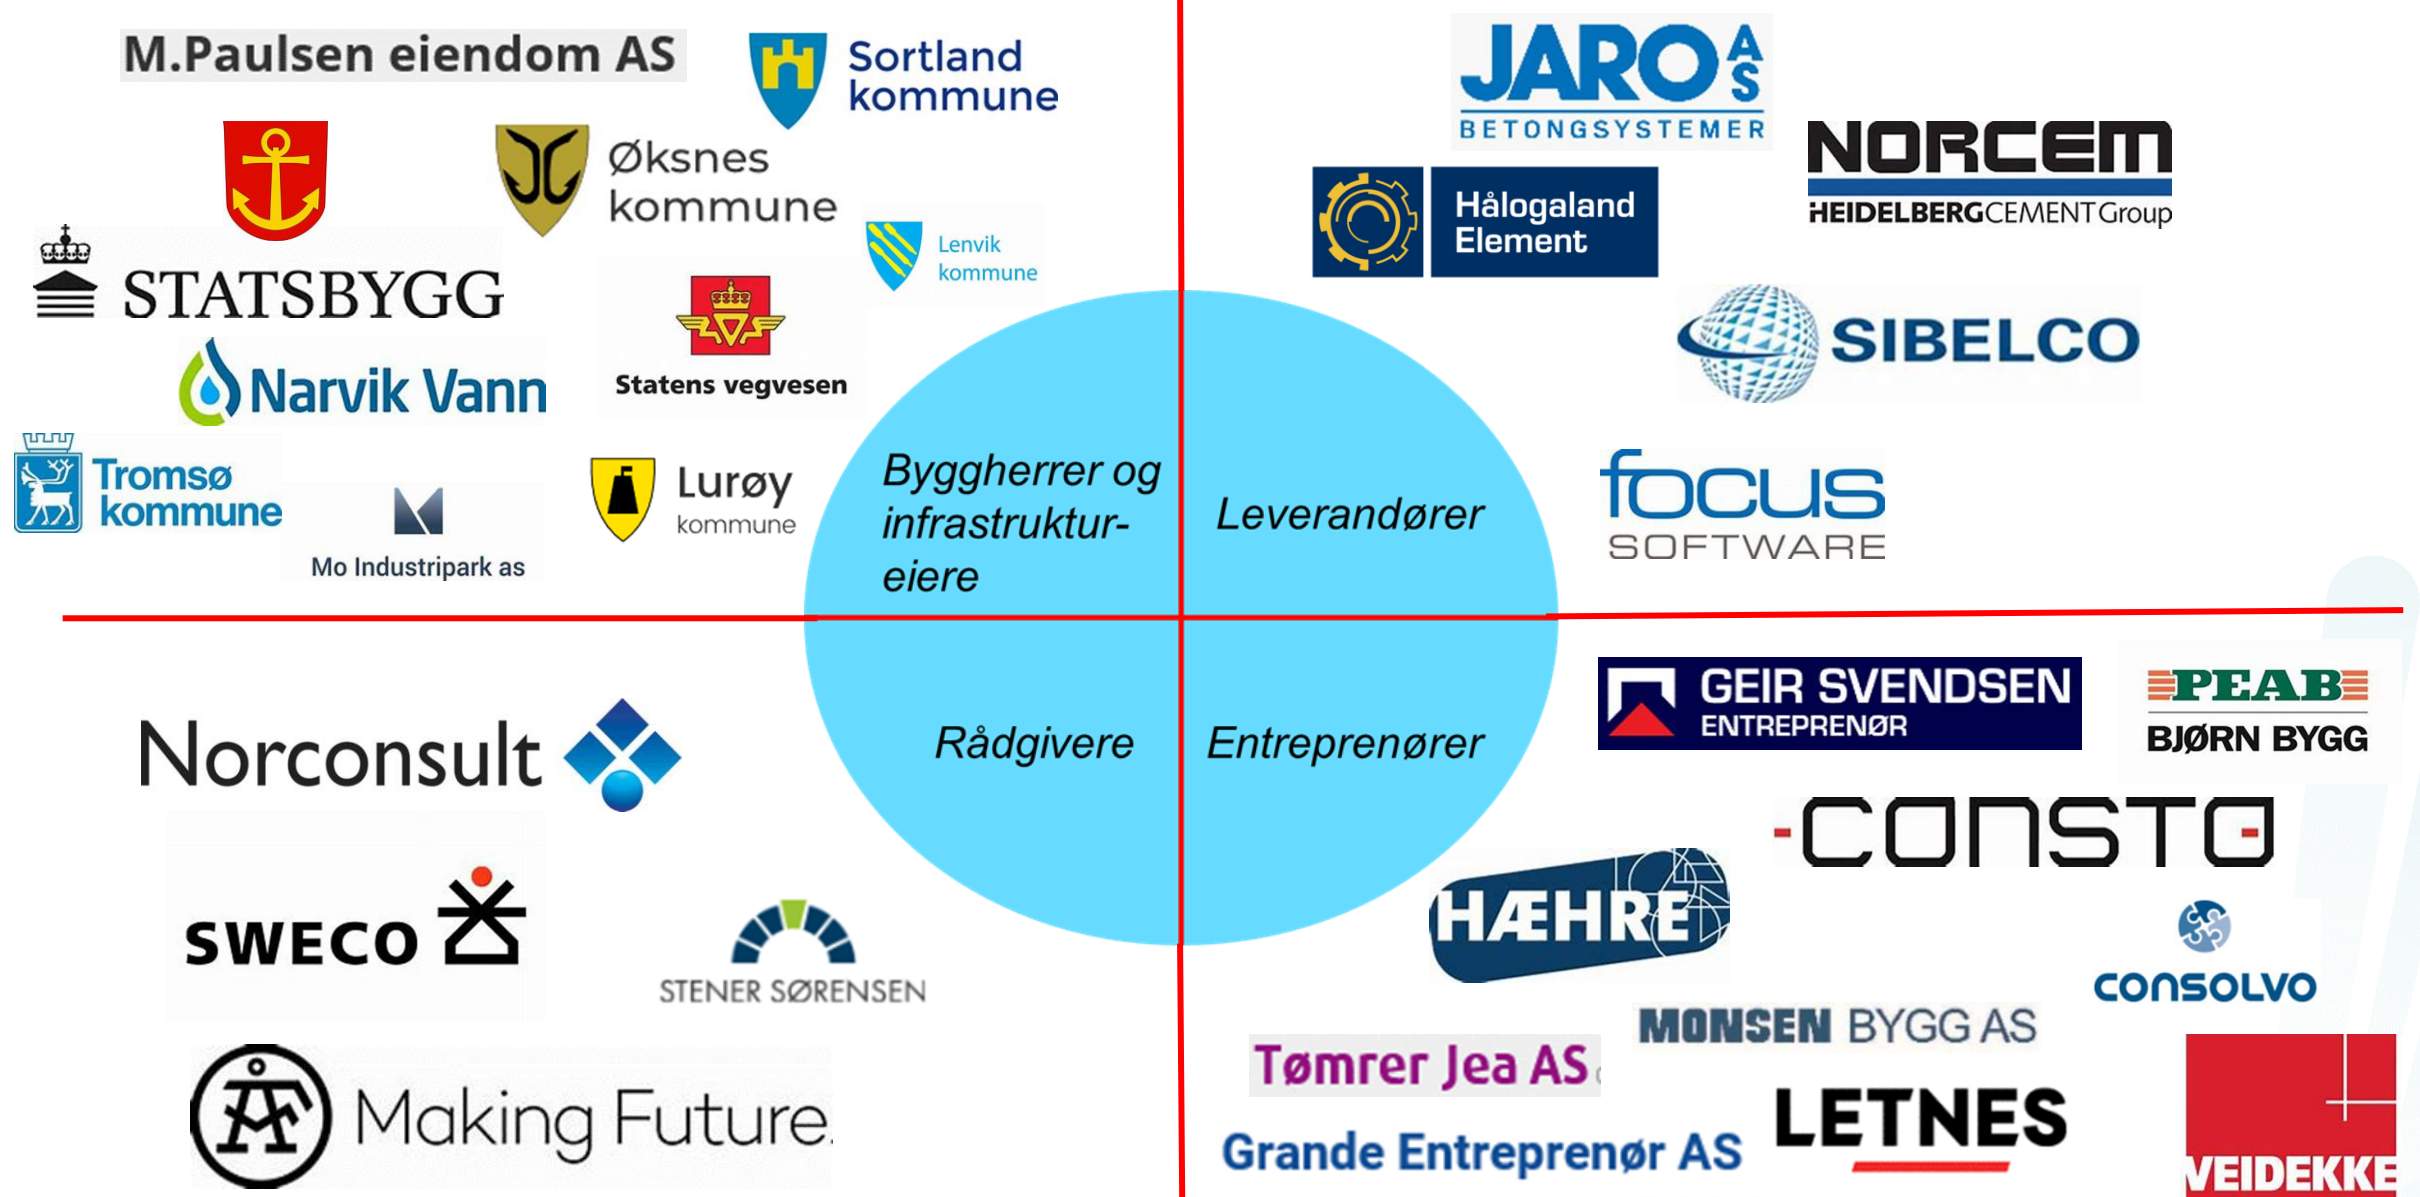 M.Paulsen eiendom AS
Sortland
kommune
Øksnes
kommune
Lenvik
kommune
STATSBYGG
Statens vegvesen
Narvik Vann
Tromsø
kommune
Mo Industripark as
Lurøy
kommune
Byggherrer og
infrastruktur-
eiere
JARO AS
BETONGSYSTEMER
NORCEM
HEIDELBERGCEMENT Group
Hålogaland
Element
SIBELCO
focus
SOFTWARE
Leverandører
Norconsult
SWECO
STENER SØRENSEN
Making Future.
Rådgivere
Entreprenører
GEIR SVENDSEN
ENTREPRENØR
PEAB
BJØRN BYGG
CONSTO
HÆHRE
CONSOLVO
MONSEN BYGG AS
Tømrer Jea AS
LETNES
Grande Entreprenør AS
VEIDEKKE